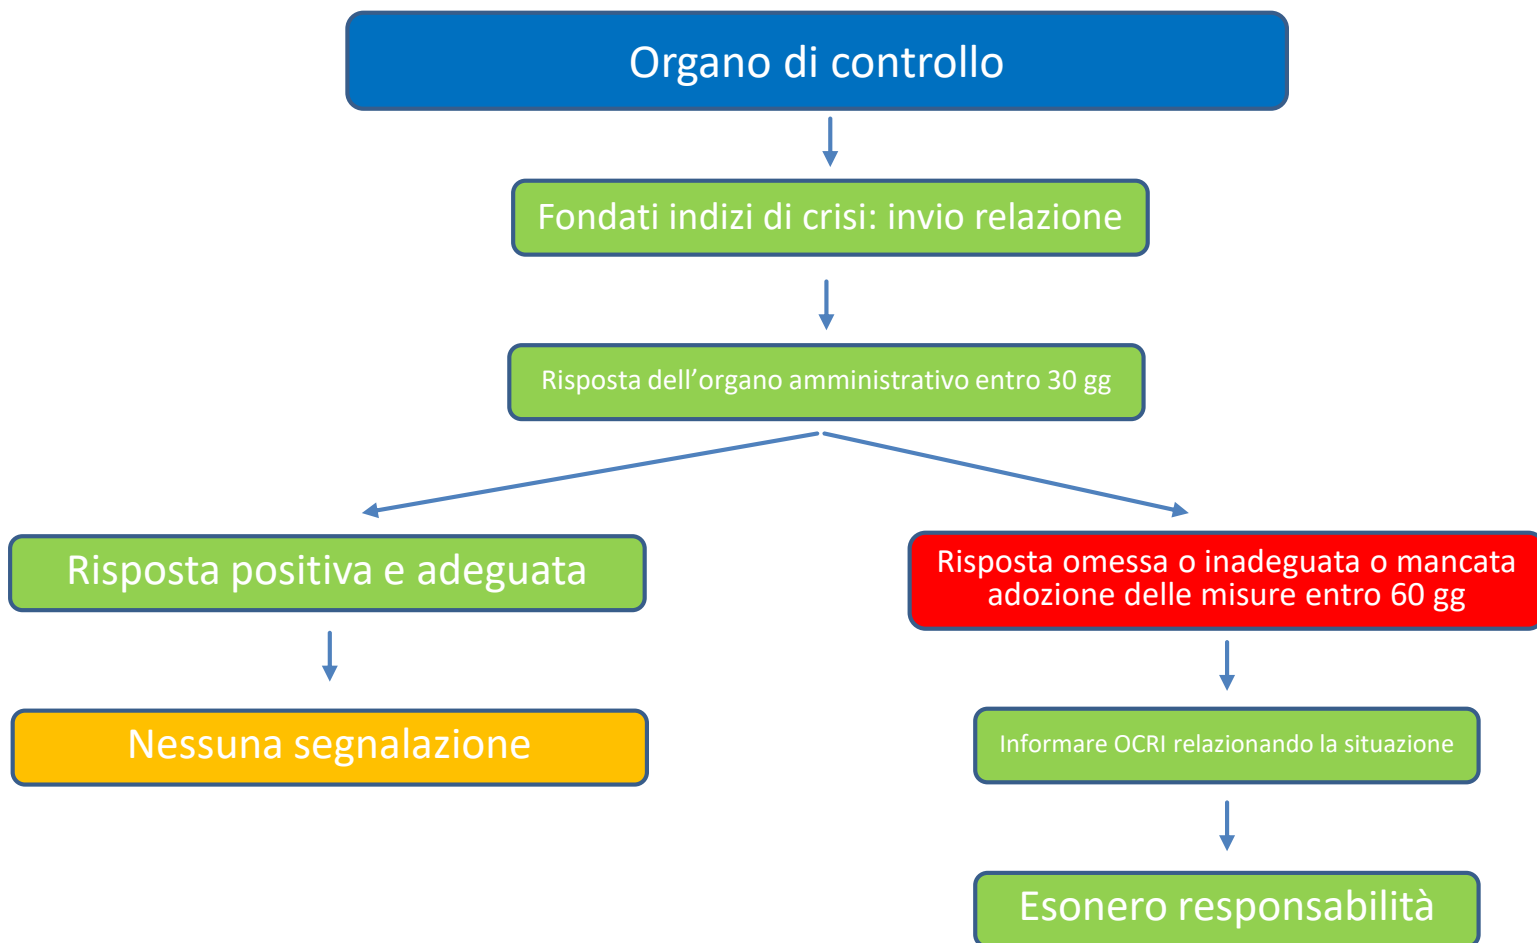 Organo di controllo
Fondati indizi di crisi: invio relazione
Risposta dell’organo amministrativo entro 30 gg
Risposta positiva e adeguata
Risposta omessa o inadeguata o mancata
adozione delle misure entro 60 gg
Nessuna segnalazione
Informare OCRI relazionando la situazione
Esonero responsabilità